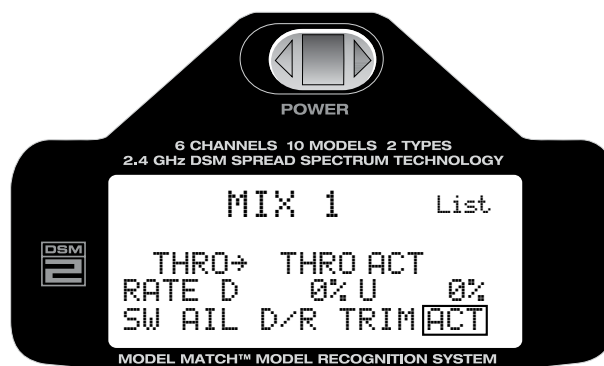 POWER
6 CHANNELS 10 MODELS 2 TYPES
2.4 GHz DSM SPREAD SPECTRUM TECHNOLOGY
MIX 1 List
DSM
2
THRO→ THRO ACT
RATE D 0% U 0%
SW AIL D/R TRIM ACT
MODEL MATCH™ MODEL RECOGNITION SYSTEM